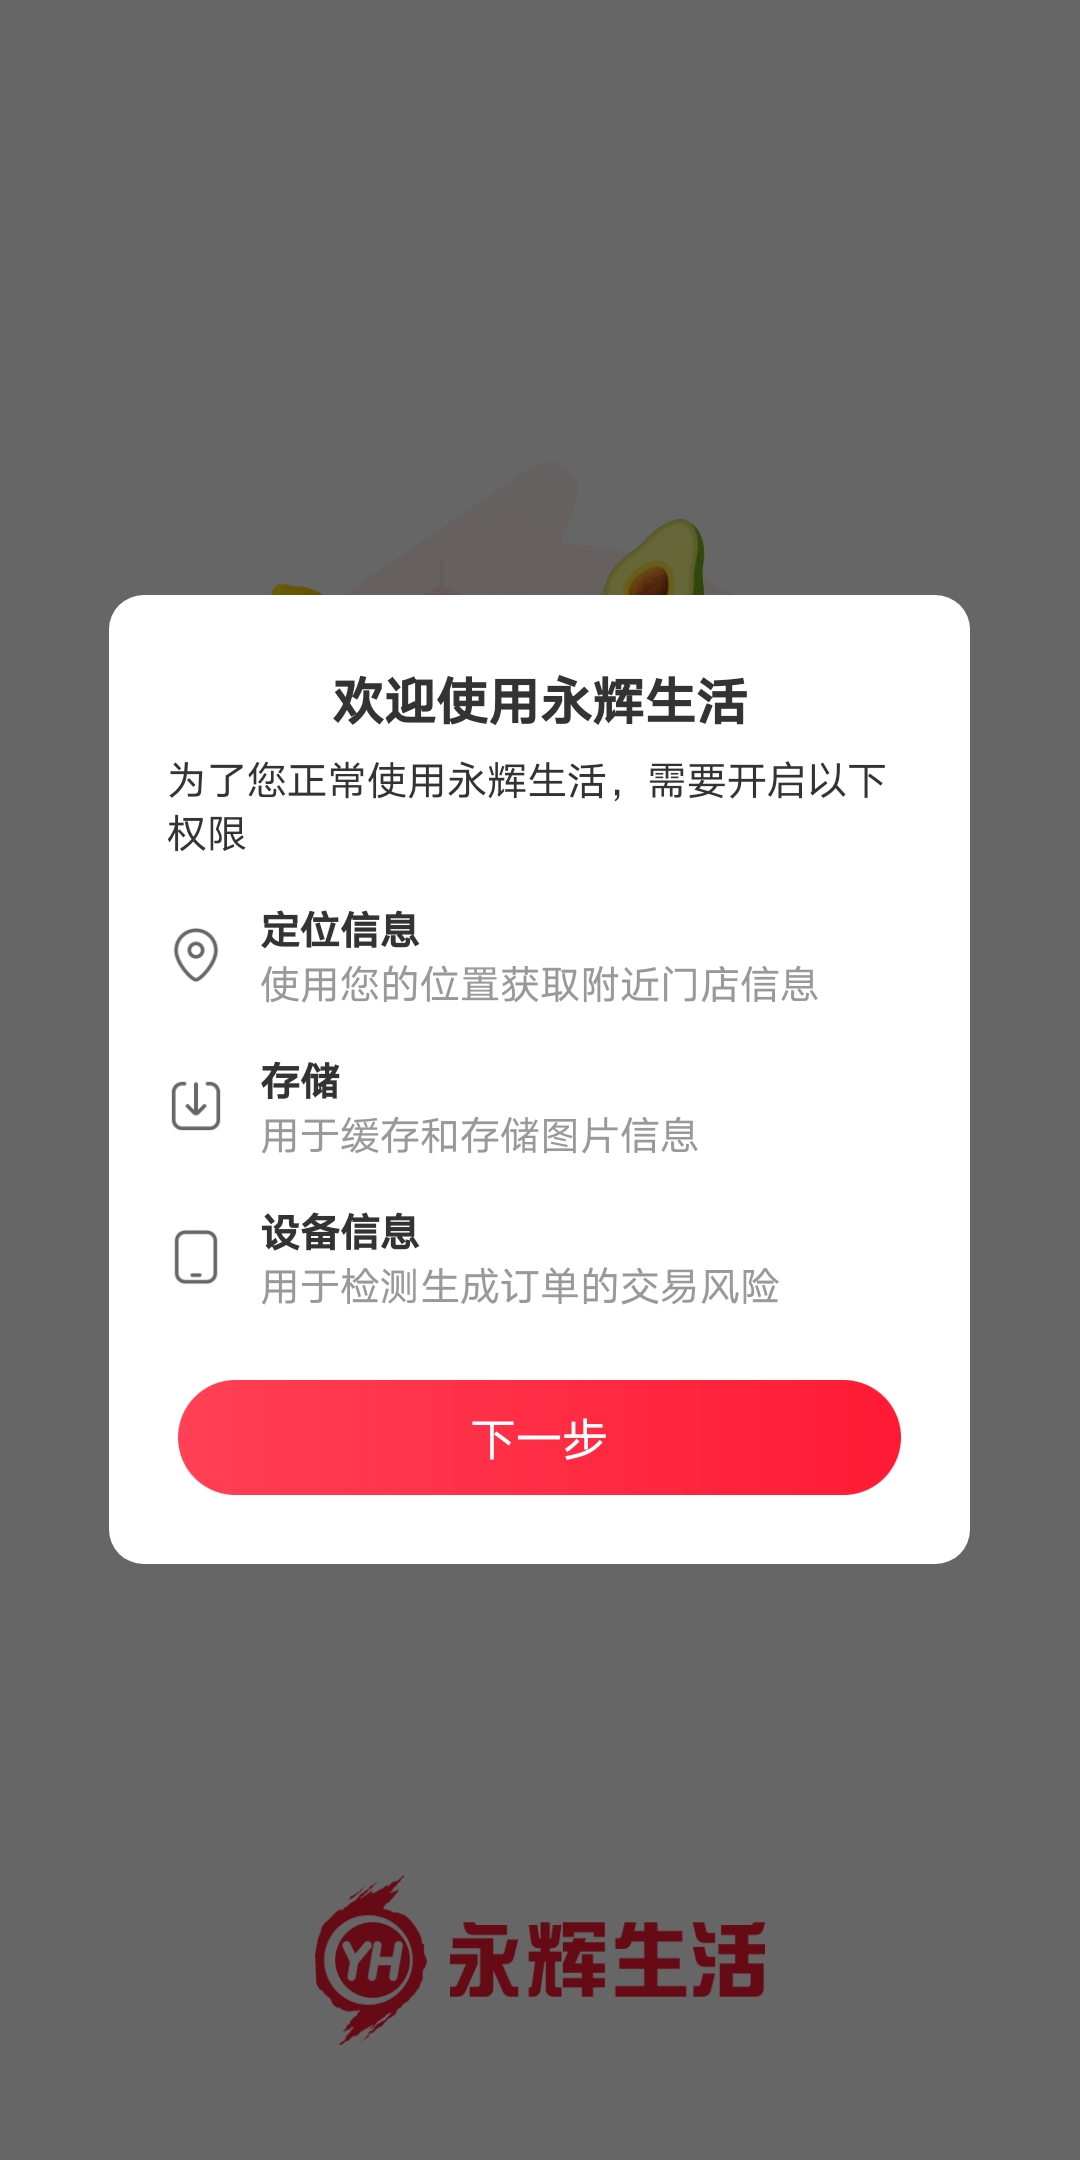 欢迎使用永辉生活
为了您正常使用永辉生活，需要开启以下
权限
定位信息
使用您的位置获取附近门店信息
存储
用于缓存和存储图片信息
设备信息
用于检测生成订单的交易风险
下一步
YH 永辉生活